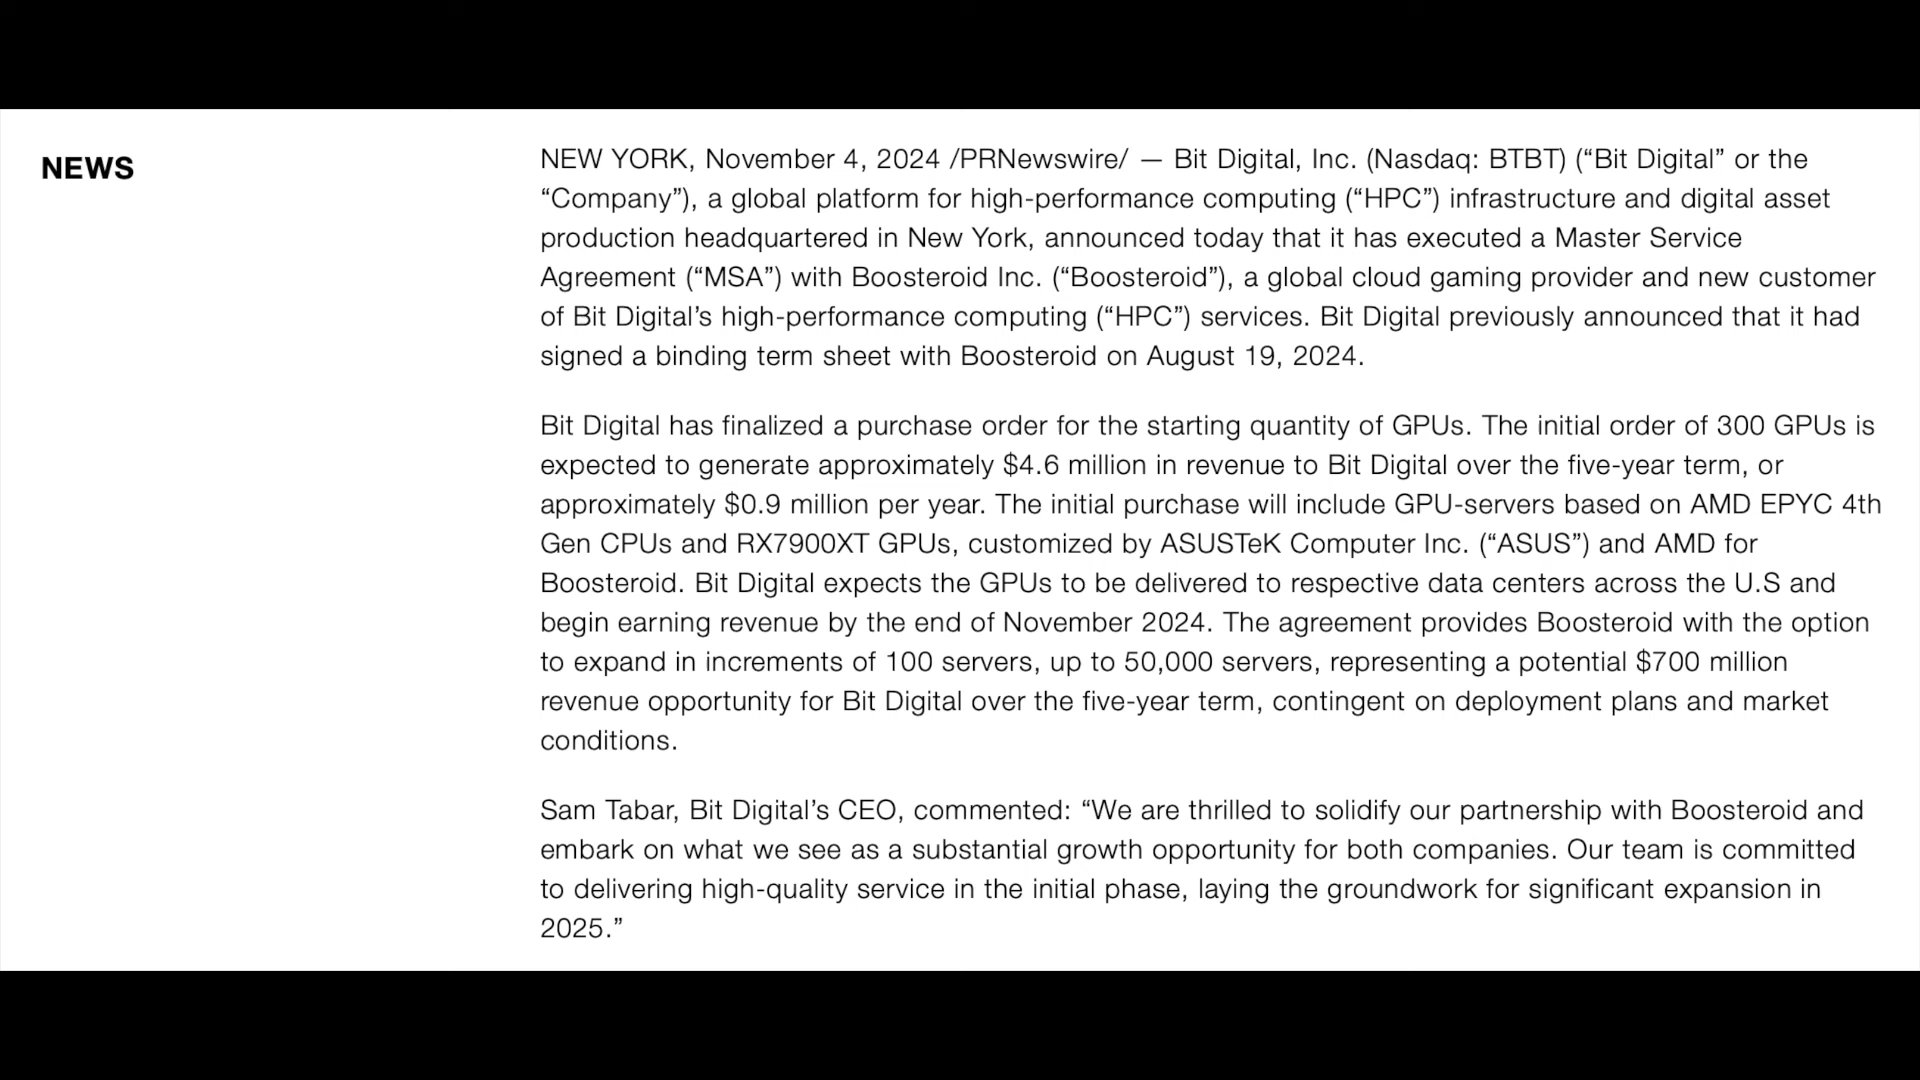 NEWS
NEW YORK, November 4, 2024 /PRNewswire/ — Bit Digital, Inc. (Nasdaq: BTBT) (“Bit Digital” or the
“Company”), a global platform for high-performance computing (“HPC”) infrastructure and digital asset
production headquartered in New York, announced today that it has executed a Master Service
Agreement (“MSA”) with Boosteroid Inc. (“Boosteroid”), a global cloud gaming provider and new customer
of Bit Digital’s high-performance computing (“HPC”) services. Bit Digital previously announced that it had
signed a binding term sheet with Boosteroid on August 19, 2024.
Bit Digital has finalized a purchase order for the starting quantity of GPUs. The initial order of 300 GPUs is
expected to generate approximately $4.6 million in revenue to Bit Digital over the five-year term, or
approximately $0.9 million per year. The initial purchase will include GPU-servers based on AMD EPYC 4th
Gen CPUs and RX7900XT GPUs, customized by ASUSTeK Computer Inc. (“ASUS”) and AMD for
Boosteroid. Bit Digital expects the GPUs to be delivered to respective data centers across the U.S and
begin earning revenue by the end of November 2024. The agreement provides Boosteroid with the option
to expand in increments of 100 servers, up to 50,000 servers, representing a potential $700 million
revenue opportunity for Bit Digital over the five-year term, contingent on deployment plans and market
conditions.
Sam Tabar, Bit Digital’s CEO, commented: “We are thrilled to solidify our partnership with Boosteroid and
embark on what we see as a substantial growth opportunity for both companies. Our team is committed
to delivering high-quality service in the initial phase, laying the groundwork for significant expansion in
2025.”